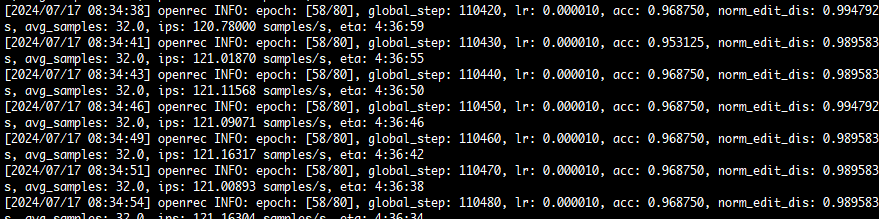 [2024/07/17 08:34:38] openrec INFO: epoch: [58/80], global_step: 110420, lr: 0.000010, acc: 0.968750, norm_edit_dis: 0.994792
s, avg_samples: 32.0, ips: 120.78000 samples/s, eta: 4:36:59
[2024/07/17 08:34:41] openrec INFO: epoch: [58/80], global_step: 110430, lr: 0.000010, acc: 0.953125, norm_edit_dis: 0.989583
s, avg_samples: 32.0, ips: 121.01870 samples/s, eta: 4:36:55
[2024/07/17 08:34:43] openrec INFO: epoch: [58/80], global_step: 110440, lr: 0.000010, acc: 0.968750, norm_edit_dis: 0.989583
s, avg_samples: 32.0, ips: 121.11568 samples/s, eta: 4:36:50
[2024/07/17 08:34:46] openrec INFO: epoch: [58/80], global_step: 110450, lr: 0.000010, acc: 0.968750, norm_edit_dis: 0.994792
s, avg_samples: 32.0, ips: 121.09071 samples/s, eta: 4:36:46
[2024/07/17 08:34:49] openrec INFO: epoch: [58/80], global_step: 110460, lr: 0.000010, acc: 0.968750, norm_edit_dis: 0.989583
s, avg_samples: 32.0, ips: 121.16317 samples/s, eta: 4:36:42
[2024/07/17 08:34:51] openrec INFO: epoch: [58/80], global_step: 110470, lr: 0.000010, acc: 0.968750, norm_edit_dis: 0.989583
s, avg_samples: 32.0, ips: 121.00893 samples/s, eta: 4:36:38
[2024/07/17 08:34:54] openrec INFO: epoch: [58/80], global_step: 110480, lr: 0.000010, acc: 0.968750, norm_edit_dis: 0.989583
s, avg_samples: 32.0, ips: 121.16304 samples/s, eta: 4:36:34